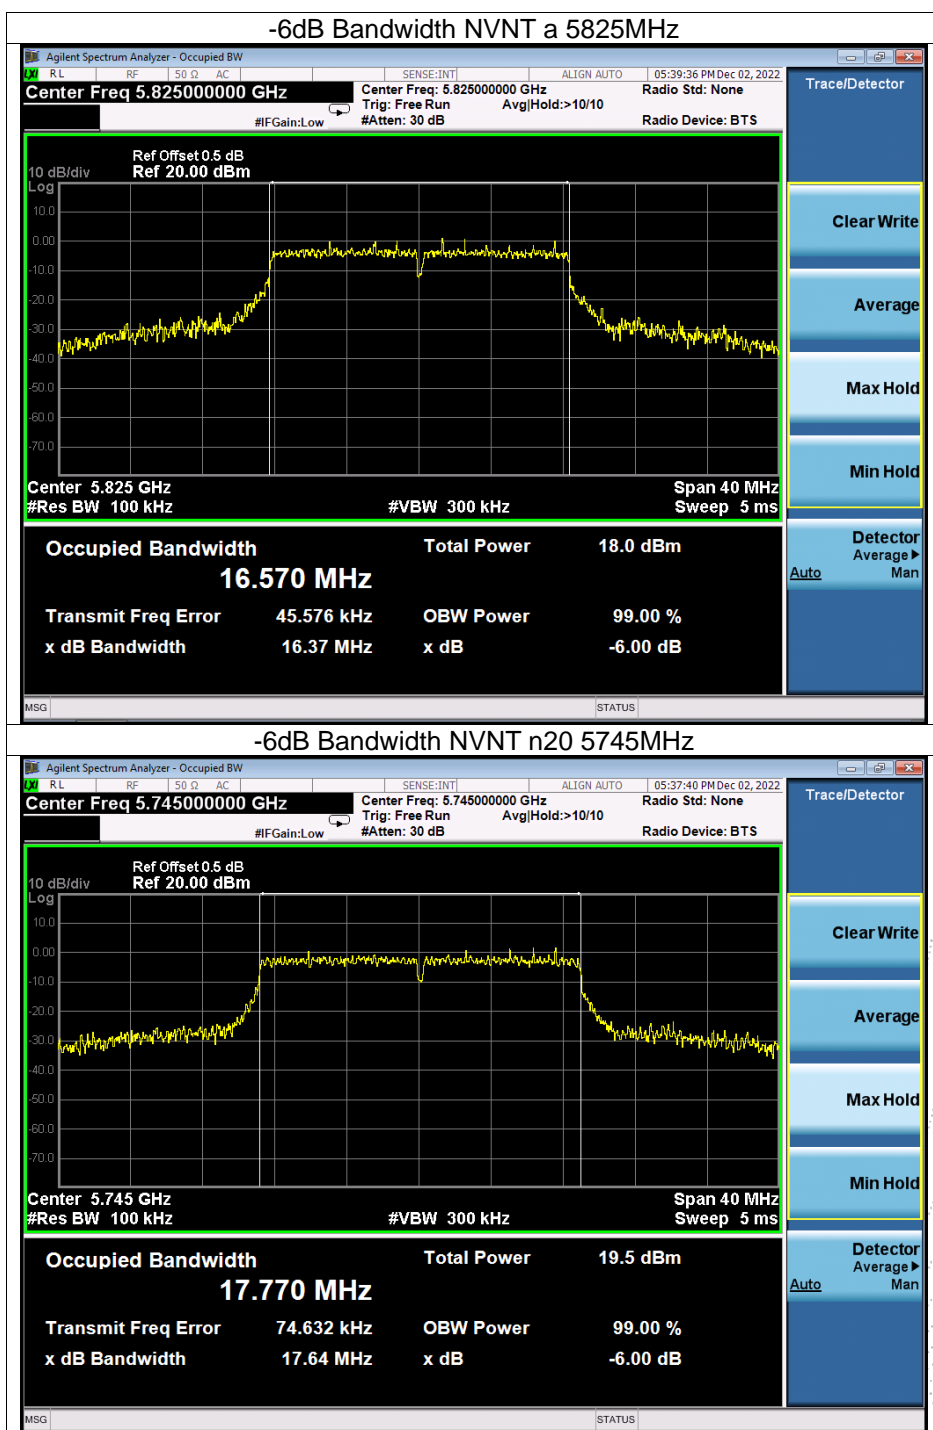 -6dB Bandwidth NVNT a 5825MHz
Agilent Spectrum Analyzer - Occupied BW
LXI RL RF 50 Ω AC SENSE:INT ALIGN AUTO 05:39:36 PM Dec 02, 2022
Center Freq 5.825000000 GHz Center Freq: 5.825000000 GHz Radio Std: None Trace/Detector
Trig: Free Run Avg|Hold:>10/10
#IFGain:Low #Atten: 30 dB Radio Device: BTS
Ref Offset 0.5 dB
10 dB/div Ref 20.00 dBm
Log
10.0
0.00
-10.0
-20.0
-30.0
-40.0
-50.0
-60.0
-70.0
Clear Write
Average
Max Hold
Min Hold
Center 5.825 GHz Span 40 MHz
#Res BW 100 kHz #VBW 300 kHz Sweep 5 ms
Detector
Average
Auto Man
Occupied Bandwidth Total Power 18.0 dBm
16.570 MHz
Transmit Freq Error 45.576 kHz OBW Power 99.00 %
x dB Bandwidth 16.37 MHz x dB -6.00 dB
MSG STATUS
-6dB Bandwidth NVNT n20 5745MHz
Agilent Spectrum Analyzer - Occupied BW
LXI RL RF 50 Ω AC SENSE:INT ALIGN AUTO 05:37:40 PM Dec 02, 2022
Center Freq 5.745000000 GHz Center Freq: 5.745000000 GHz Radio Std: None Trace/Detector
Trig: Free Run Avg|Hold:>10/10
#IFGain:Low #Atten: 30 dB Radio Device: BTS
Ref Offset 0.5 dB
10 dB/div Ref 20.00 dBm
Log
10.0
0.00
-10.0
-20.0
-30.0
-40.0
-50.0
-60.0
-70.0
Clear Write
Average
Max Hold
Min Hold
Center 5.745 GHz Span 40 MHz
#Res BW 100 kHz #VBW 300 kHz Sweep 5 ms
Detector
Average
Auto Man
Occupied Bandwidth Total Power 19.5 dBm
17.770 MHz
Transmit Freq Error 74.632 kHz OBW Power 99.00 %
x dB Bandwidth 17.64 MHz x dB -6.00 dB
MSG STATUS